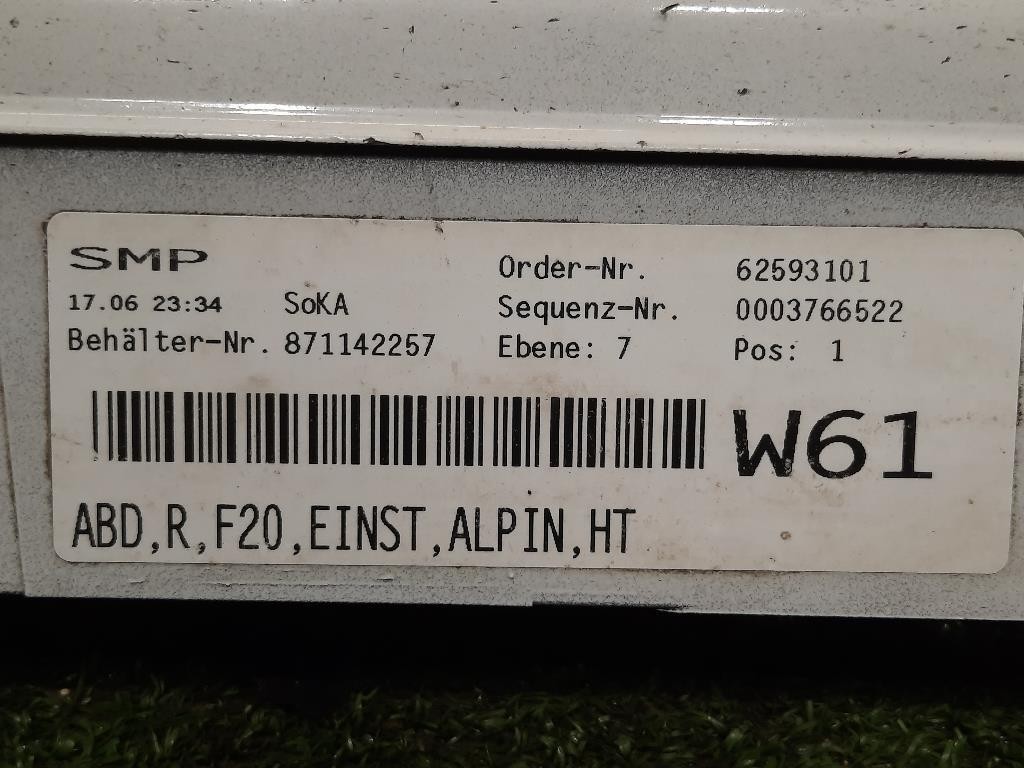 SMP
Order-Nr. 62593101
17.06 23:34 SoKA Sequenz-Nr. 0003766522
Behälter-Nr. 871142257 Ebene: 7 Pos: 1
W61
ABD,R,F20,EINST,ALPIN,HT